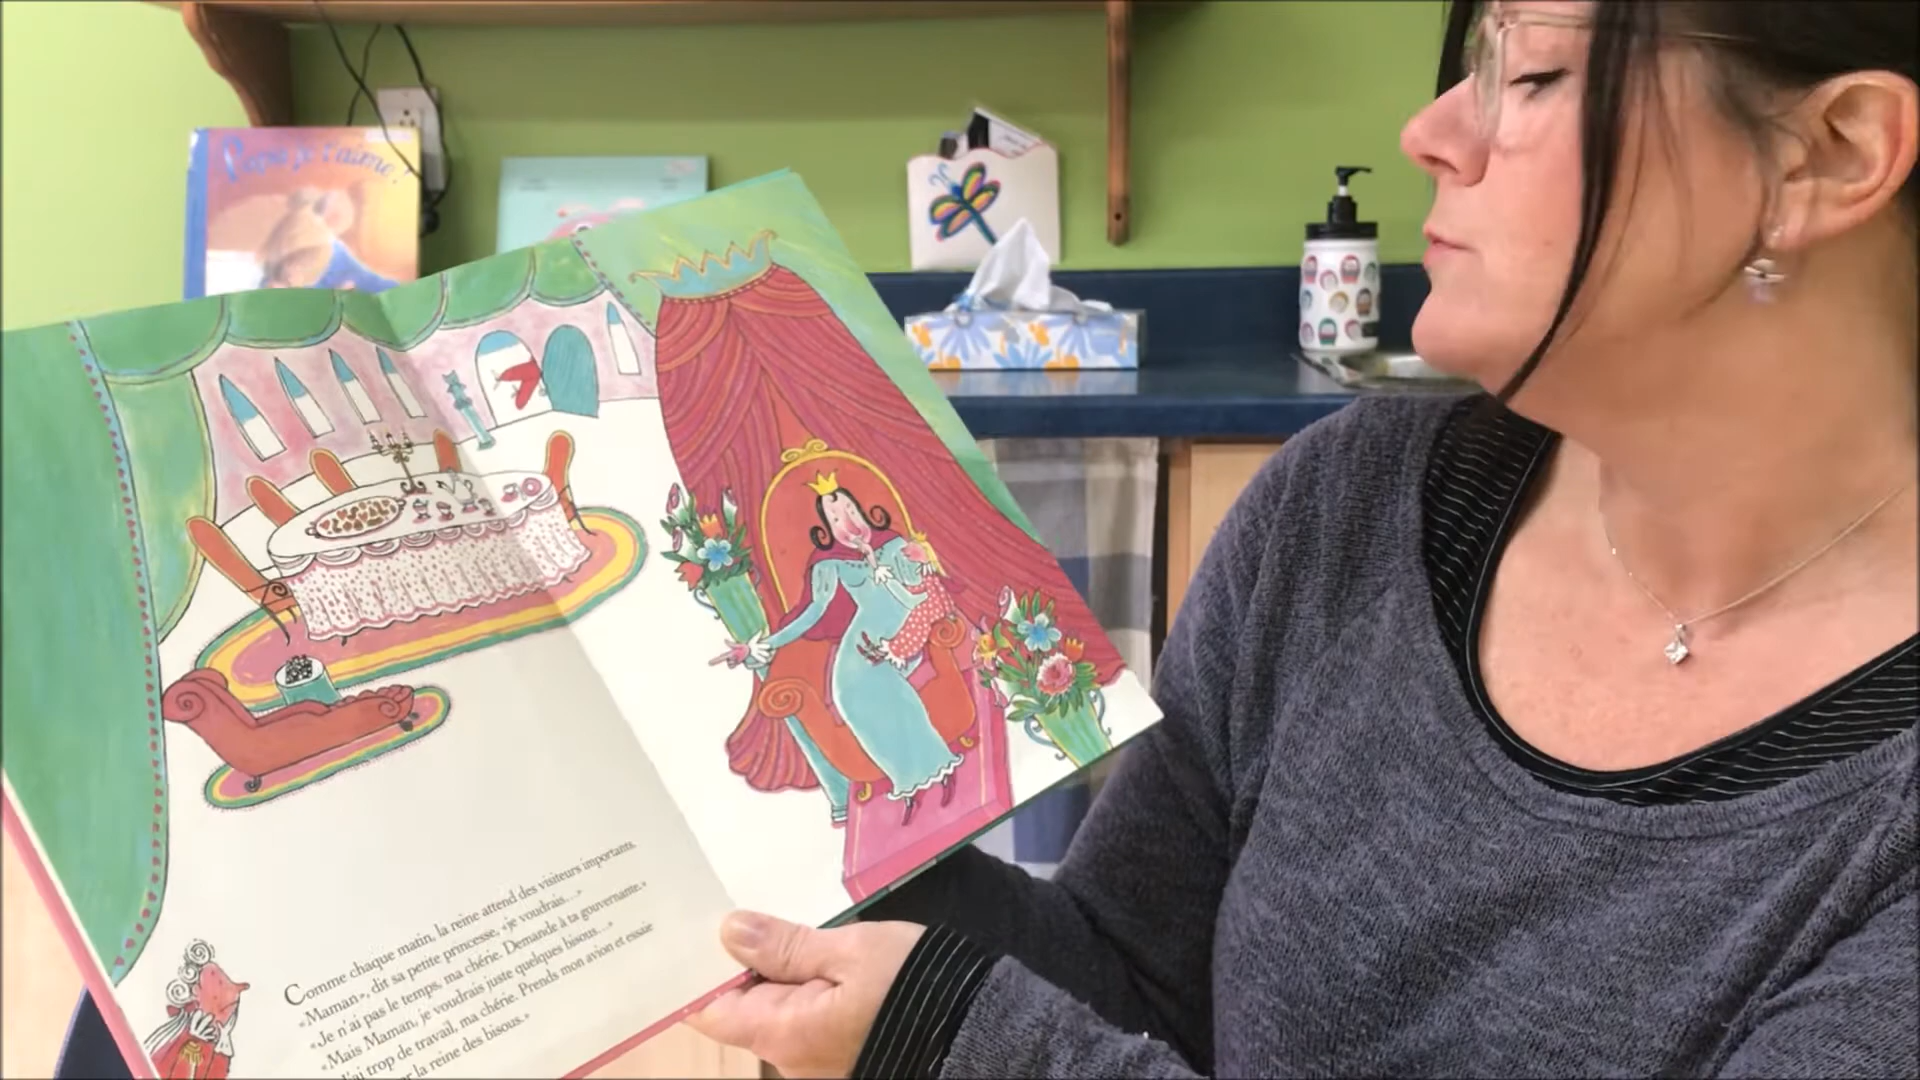 Papa je t'aime!
Comme chaque matin, la reine attend des visiteurs importants.
«Maman», dit sa petite princesse, «je voudrais...»
«Je n'ai pas le temps, ma chérie. Demande à ta gouvernante.»
«Mais Maman, je voudrais juste quelques bisous...»
«J'ai trop de travail, ma chérie. Prends mon avion et essaie
la reine des bisous.»